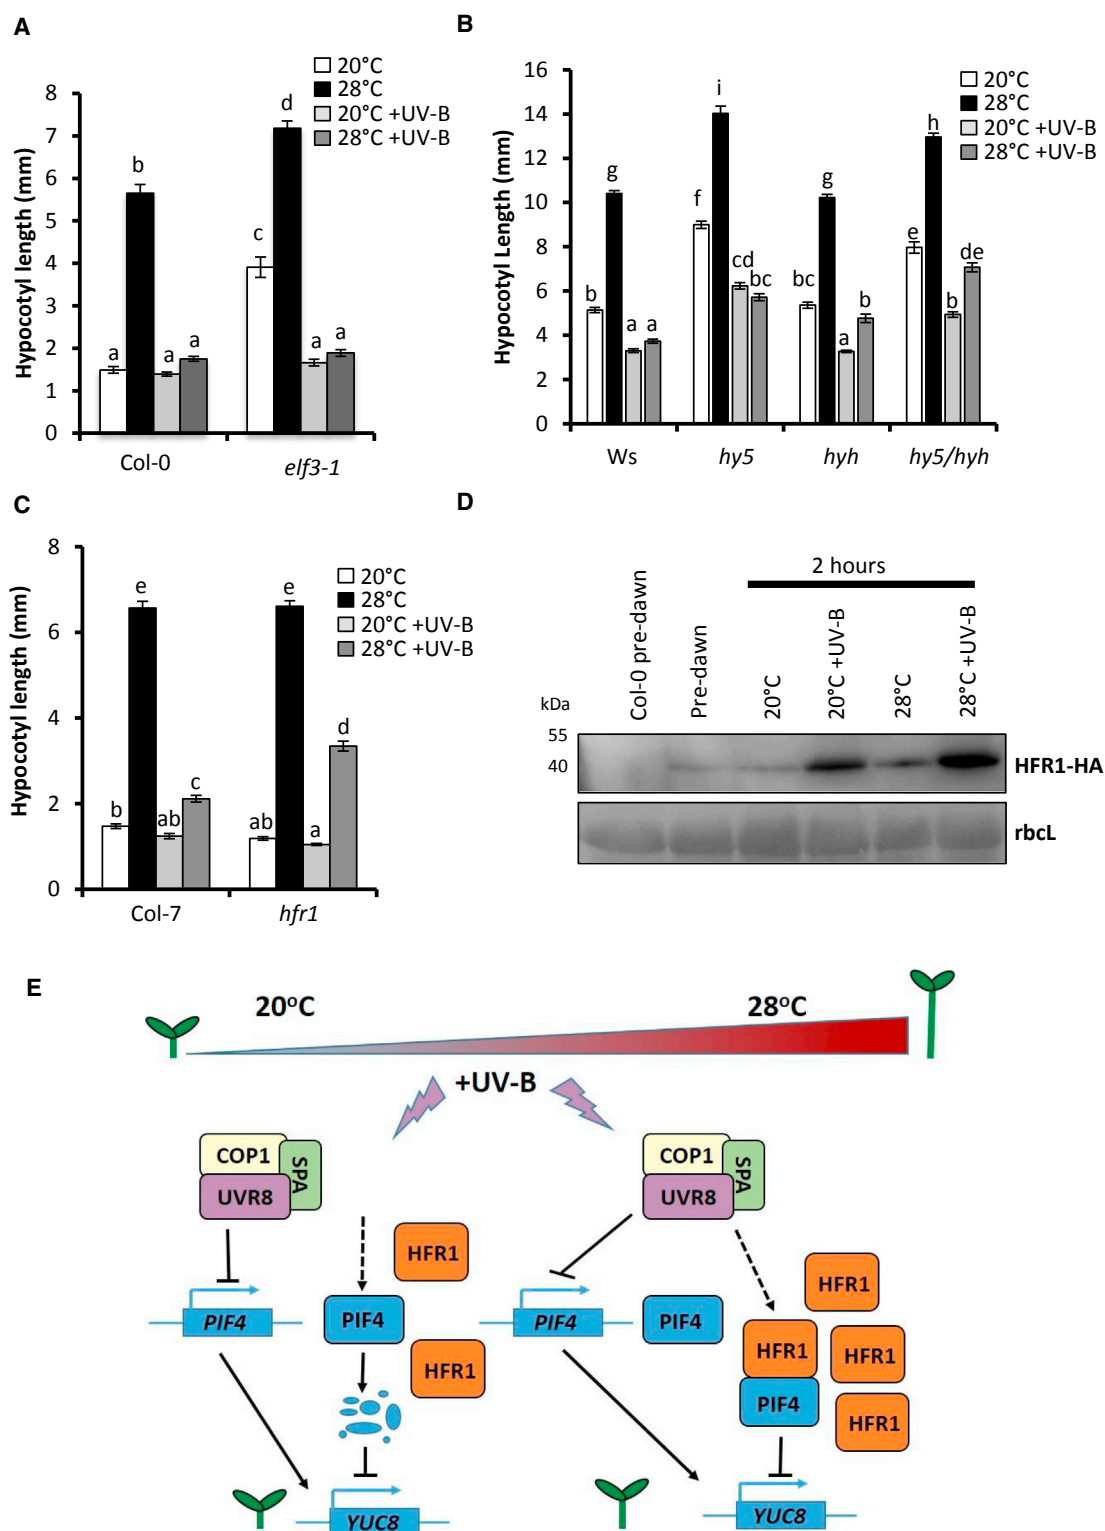 A
20°C
28°C
20°C +UV-B
28°C +UV-B
Hypocotyl length (mm)
8
7
6
5
4
3
2
1
0
a
b
a
a
c
d
a
a
Col-0
elf3-1
B
20°C
28°C
20°C +UV-B
28°C +UV-B
Hypocotyl Length (mm)
16
14
12
10
8
6
4
2
0
b
g
a
a
f
i
cd
bc
bc
g
a
b
e
h
b
de
Ws
hy5
hyh
hy5/hyh
C
20°C
28°C
20°C +UV-B
28°C +UV-B
Hypocotyl length (mm)
8
6
4
2
0
b
e
ab
c
ab
e
a
d
Col-7
hfr1
D
2 hours
Col-0 pre-dawn
Pre-dawn
20°C
20°C +UV-B
28°C
28°C +UV-B
kDa
55
40
HFR1-HA
rbcL
E
20°C
28°C
+UV-B
COP1
SPA
UVR8
COP1
SPA
UVR8
HFR1
PIF4
PIF4
HFR1
PIF4
PIF4
HFR1
HFR1
HFR1
PIF4
HFR1
YUC8
YUC8